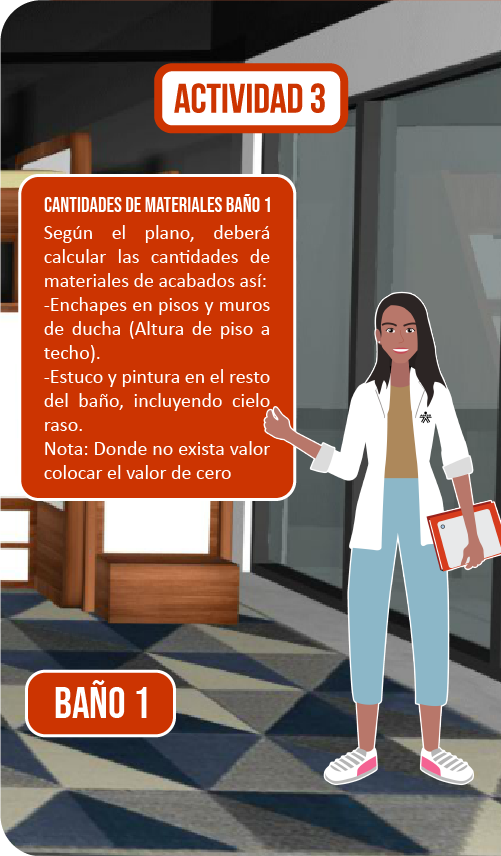 ACTIVIDAD 3
CANTIDADES DE MATERIALES BAÑO 1
Según el plano, deberá
calcular las cantidades de
materiales de acabados así:
-Enchapes en pisos y muros
de ducha (Altura de piso a
techo).
-Estuco y pintura en el resto
del baño, incluyendo cielo
raso.
Nota: Donde no exista valor
colocar el valor de cero
BAÑO 1